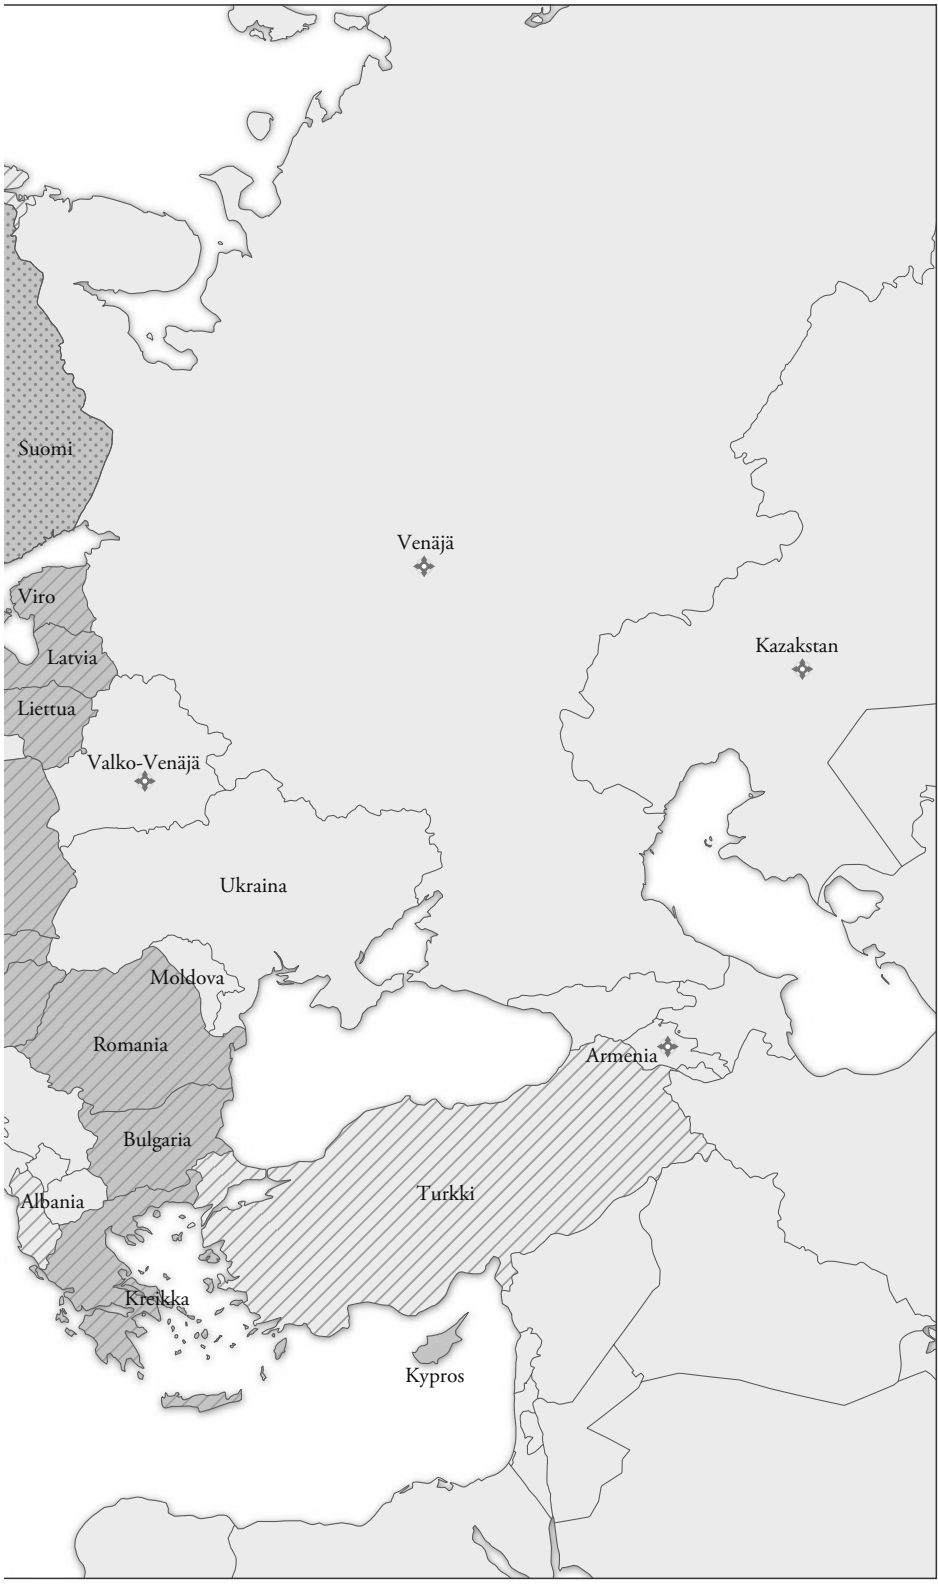 Suomi
Venäjä
Viro
Kazakstan
Latvia
Liettua
Valko-Venäjä
Ukraina
Moldova
Romania
Armenia
Bulgaria
Turkki
Albania
Kreikka
Kypros